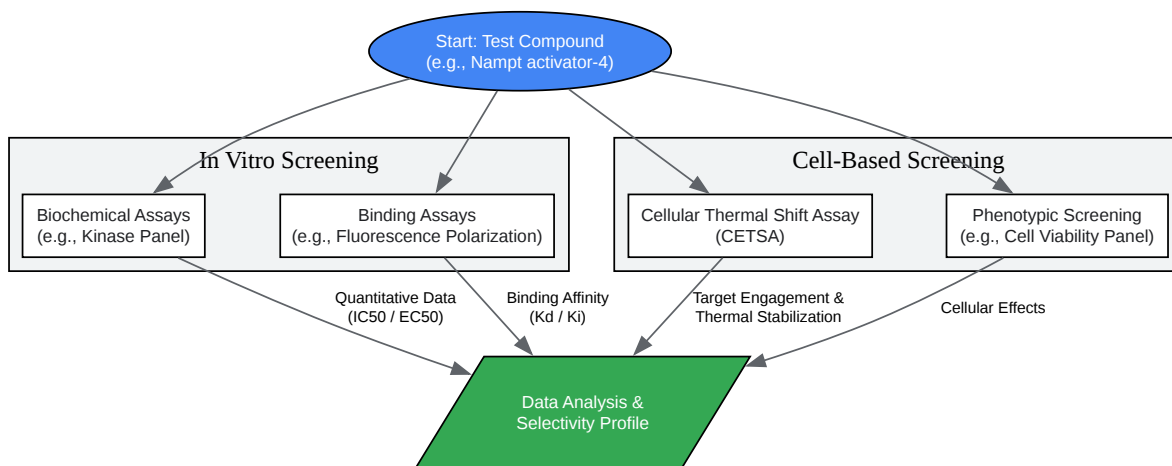 Start: Test Compound
(e.g., Nampt activator-4)
In Vitro Screening
Cell-Based Screening
Biochemical Assays
(e.g., Kinase Panel)
Binding Assays
(e.g., Fluorescence Polarization)
Cellular Thermal Shift Assay
(CETSA)
Phenotypic Screening
(e.g., Cell Viability Panel)
Quantitative Data
(IC50 / EC50)
Binding Affinity
(Kd / Ki)
Target Engagement &
Thermal Stabilization
Cellular Effects
Data Analysis &
Selectivity Profile